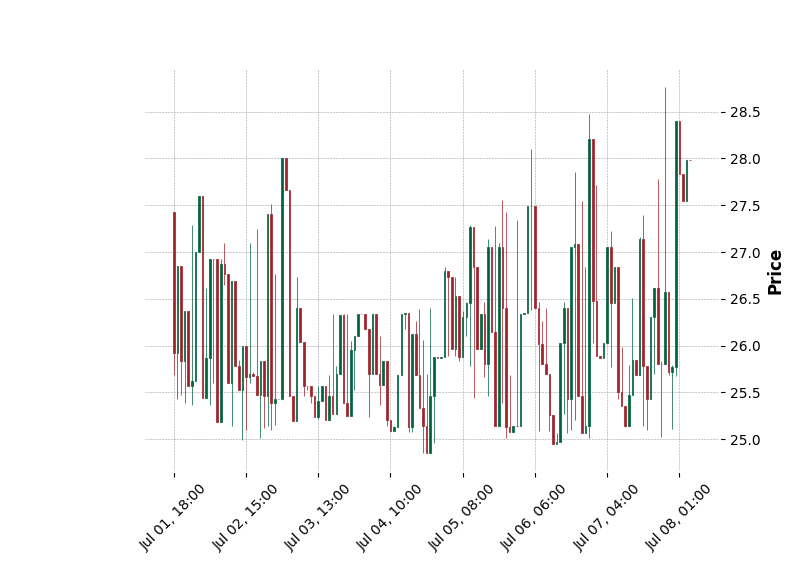 28.5
28.0
27.5
27.0
26.5
26.0
25.5
25.0
Price
Jul 01, 18:00
Jul 02, 15:00
Jul 03, 13:00
Jul 04, 10:00
Jul 05, 08:00
Jul 06, 06:00
Jul 07, 04:00
Jul 08, 01:00